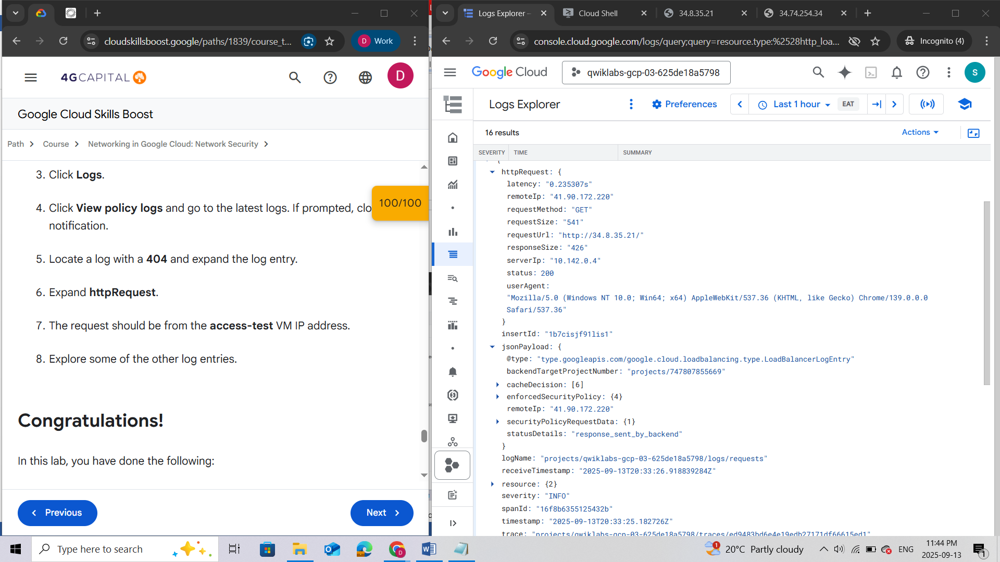 Work
cloudskillsboost.google/paths/1839/course_t...
D
4GCAPITAL
D
Google Cloud Skills Boost
Path
Course
Networking in Google Cloud: Network Security
3. Click Logs.
100/100
4. Click View policy logs and go to the latest logs. If prompted, clo
notification.
5. Locate a log with a 404 and expand the log entry.
6. Expand httpRequest.
7. The request should be from the access-test VM IP address.
8. Explore some of the other log entries.
Congratulations!
In this lab, you have done the following:
Previous
Next
Logs Explorer –
Cloud Shell
34.8.35.21
34.74.254.34
console.cloud.google.com/logs/query;query=resource.type:%2528http_loa...
Incognito (4)
Google Cloud
qwiklabs-gcp-03-625de18a5798
S
Logs Explorer
Preferences
Last 1 hour
EAT
16 results
Actions
SEVERITY
TIME
SUMMARY
{
httpRequest: {
latency: "0.235307s"
remoteIp: "41.90.172.220"
requestMethod: "GET"
requestSize: "541"
requestUrl: "http://34.8.35.21/"
responseSize: "426"
serverIp: "10.142.0.4"
status: 200
userAgent:
"Mozilla/5.0 (Windows NT 10.0; Win64; x64) AppleWebKit/537.36 (KHTML, like Gecko) Chrome/139.0.0.0
Safari/537.36"
}
insertId: "1b7cisjf91lis1"
jsonPayload: {
@type: "type.googleapis.com/google.cloud.loadbalancing.type.LoadBalancerLogEntry"
backendTargetProjectNumber: "projects/747807855669"
cacheDecision: [6]
enforcedSecurityPolicy: {4}
remoteIp: "41.90.172.220"
securityPolicyRequestData: {1}
statusDetails: "response_sent_by_backend"
}
logName: "projects/qwiklabs-gcp-03-625de18a5798/logs/requests"
receiveTimestamp: "2025-09-13T20:33:26.918839284Z"
resource: {2}
severity: "INFO"
spanId: "16f8b6355125432b"
timestamp: "2025-09-13T20:33:25.182726Z"
trace: "projects/qwiklabs-gcp-03-625de18a5798/traces/ed9483bd6e4e19edb27171df66615ed1"
Type here to search
1
20°C Partly cloudy
ENG
11:44 PM
2025-09-13
1